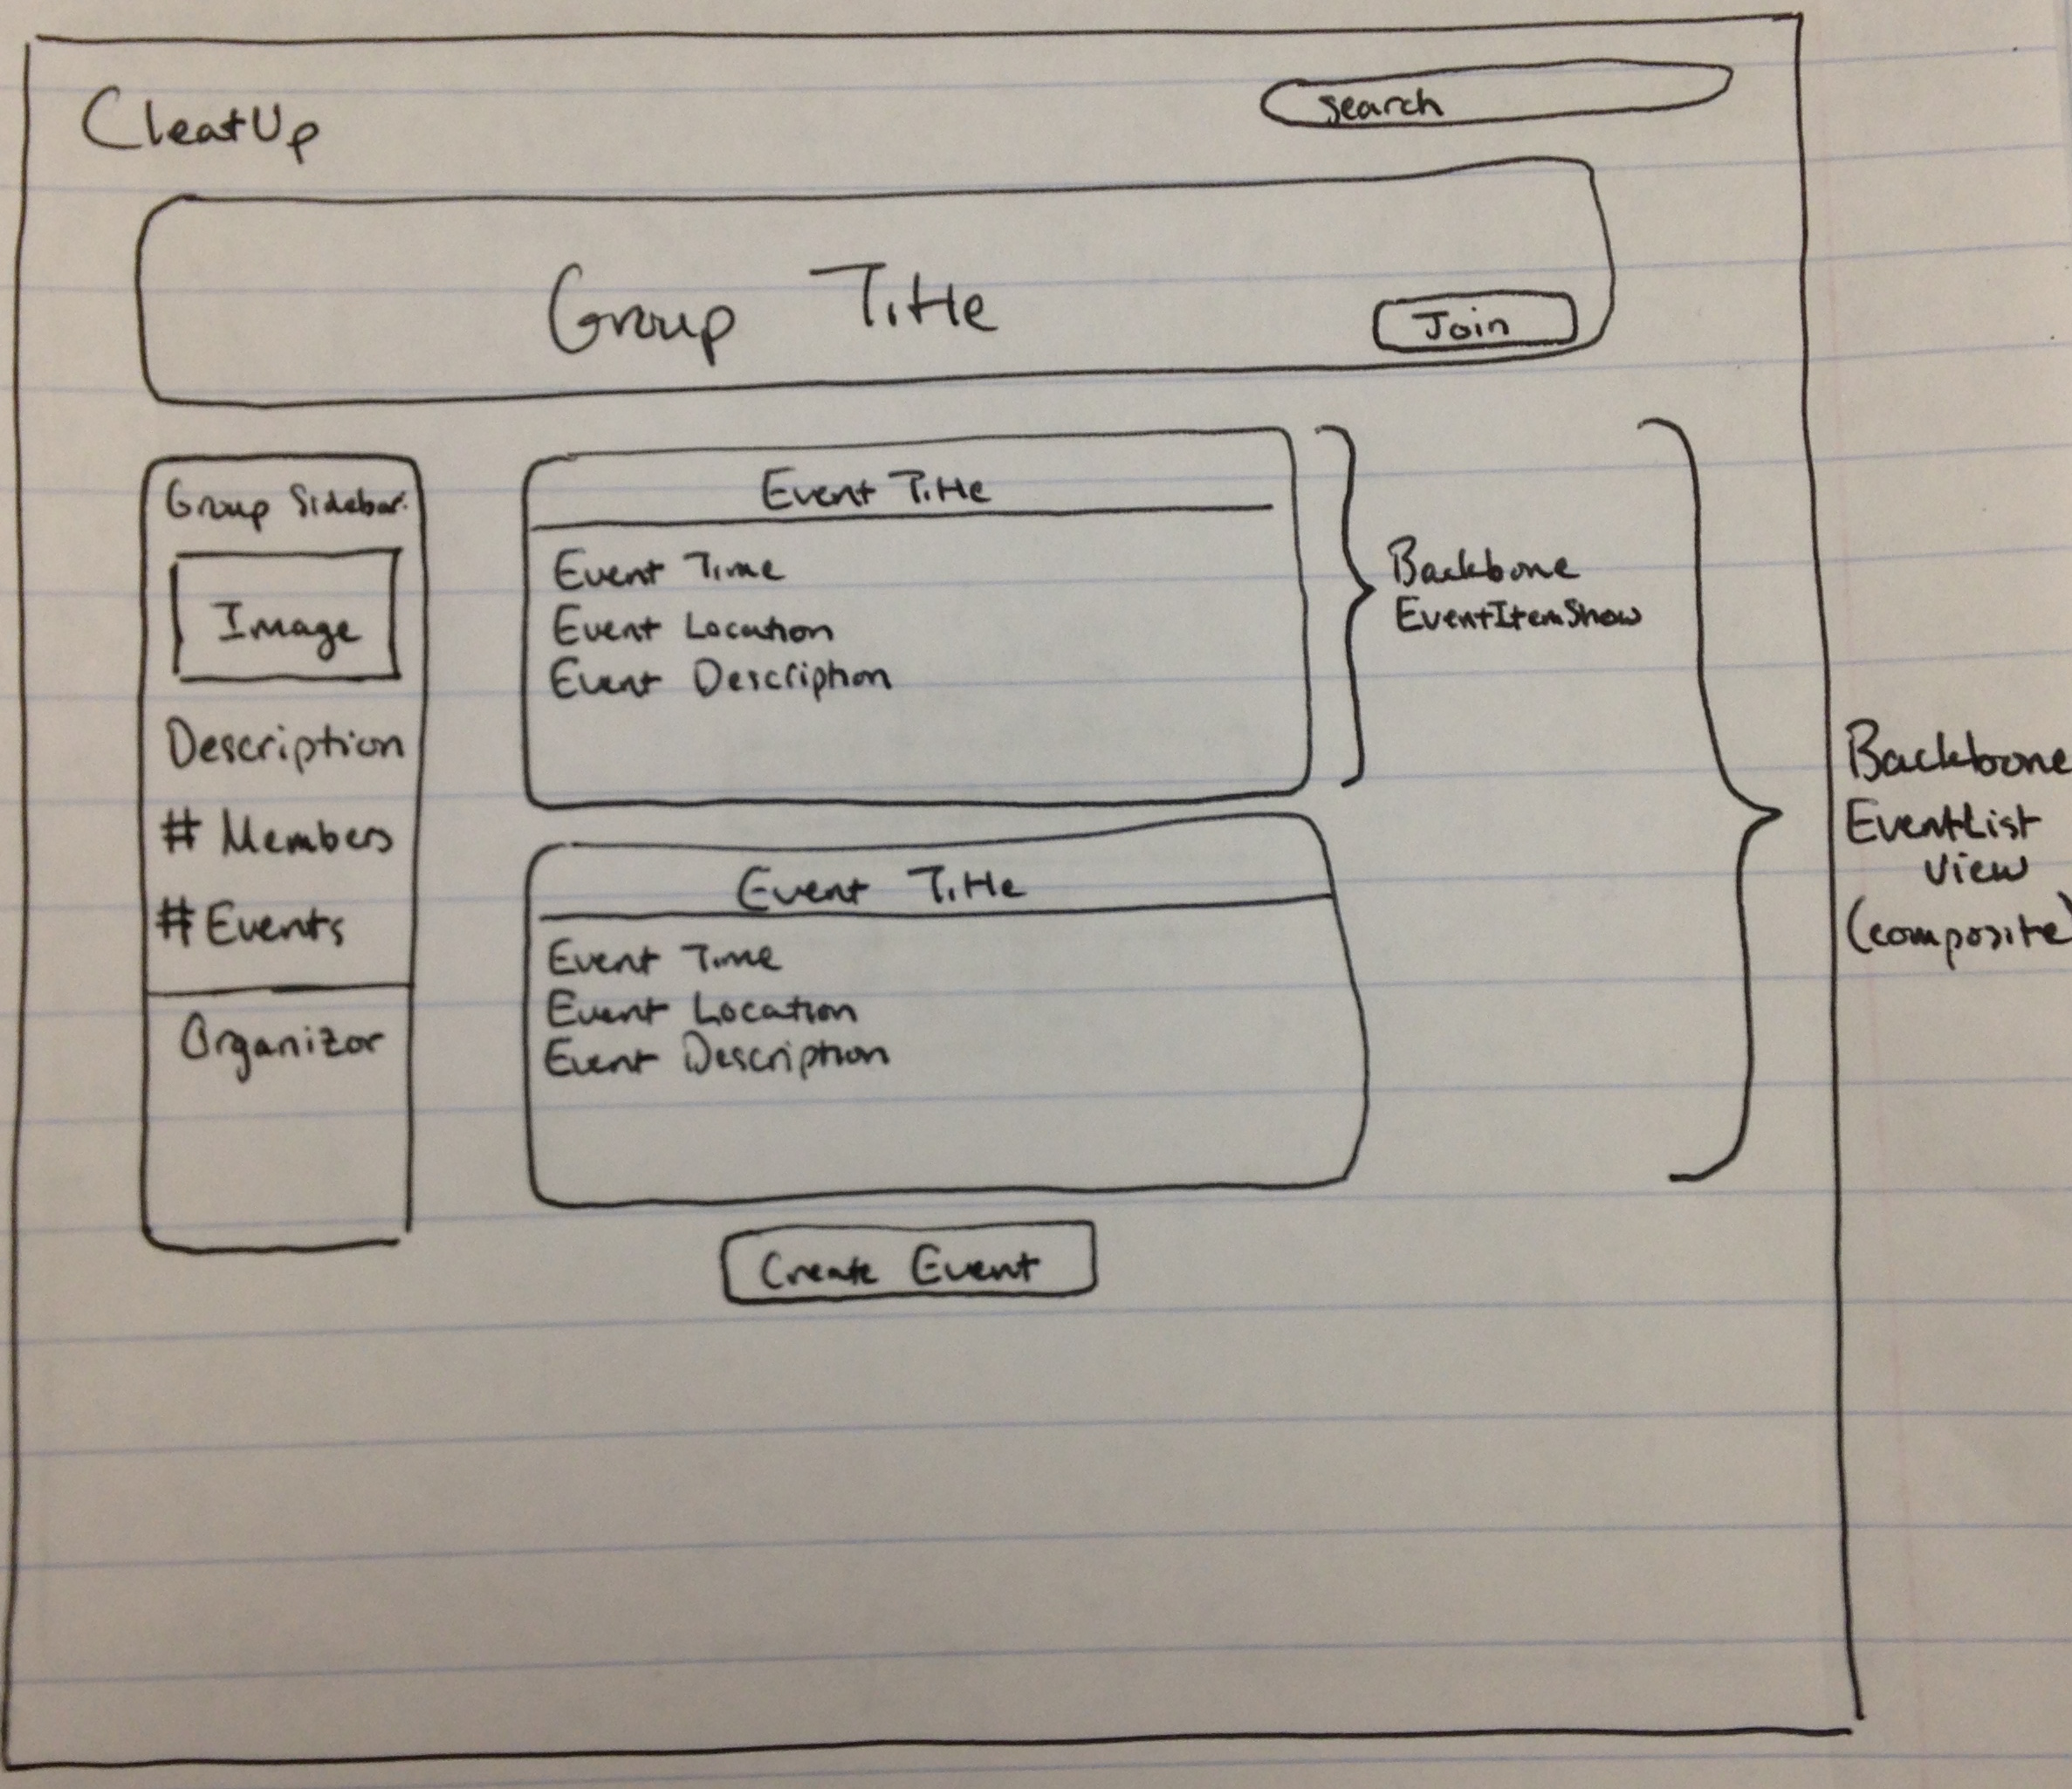 CleatUp
search
Group Title
Join
Group Sidebar
Image
Description
# Members
# Events
Organizor
Event Title
Event Time
Event Location
Event Description
Backbone
EventItemShow
Event Title
Event Time
Event Location
Event Description
Create Event
Backbone
EventList
View
(composite)